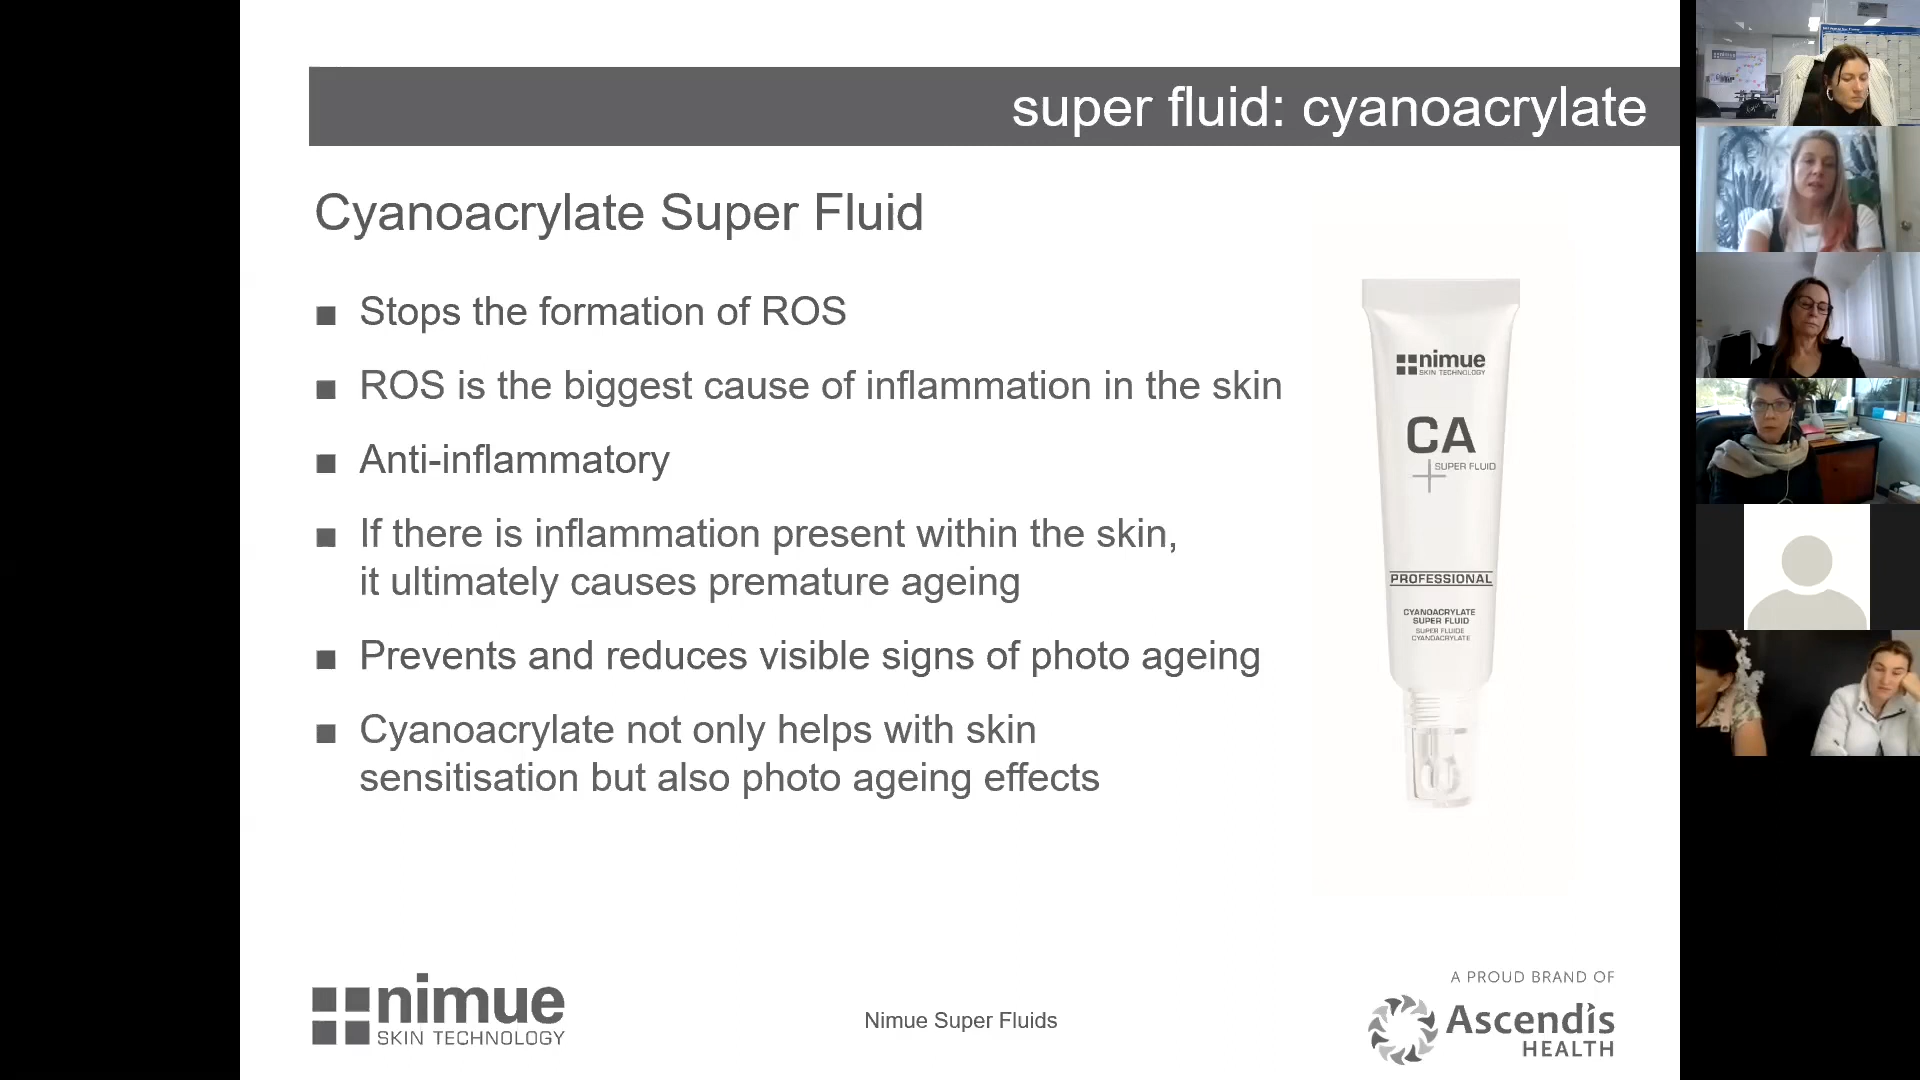 super fluid: cyanoacrylate
Cyanoacrylate Super Fluid
Stops the formation of ROS
ROS is the biggest cause of inflammation in the skin
Anti-inflammatory
If there is inflammation present within the skin,
it ultimately causes premature ageing
Prevents and reduces visible signs of photo ageing
Cyanoacrylate not only helps with skin
sensitisation but also photo ageing effects
nimue
SKIN TECHNOLOGY
CA
SUPER FLUID
PROFESSIONAL
CYANOACRYLATE
SUPER FLUID
SUPER FLUIDE
CYANOACRYLATE
nimue
SKIN TECHNOLOGY
Nimue Super Fluids
A PROUD BRAND OF
Ascendis
HEALTH
nimue